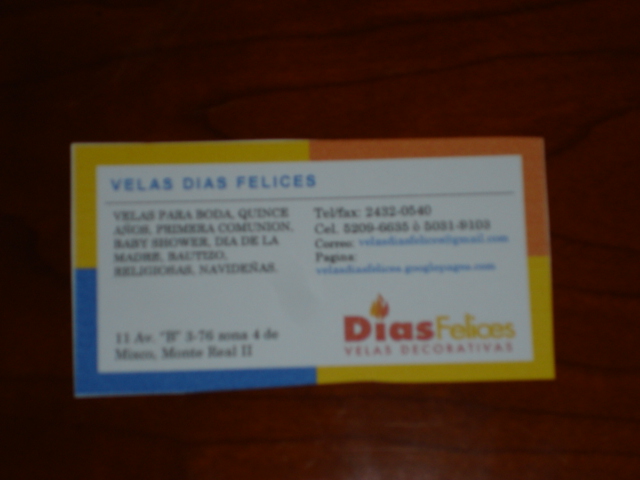 VELAS DIAS FELICES
VELAS PARA BODA, QUINCE
AÑOS, PRIMERA COMUNION,
BABY SHOWER, DIA DE LA
MADRE, BAUTIZO,
RELIGIOSAS, NAVIDEÑAS.
Tel/fax: 2432-0540
Cel. 5209-6635 ó 5031-9103
Correo: velasdiasfelices@gmail.com
Pagina:
velasdiasfelices.googlepages.com
11 Av. "B" 3-76 zona 4 de
Mixco, Monte Real II
Dias Felices
VELAS DECORATIVAS